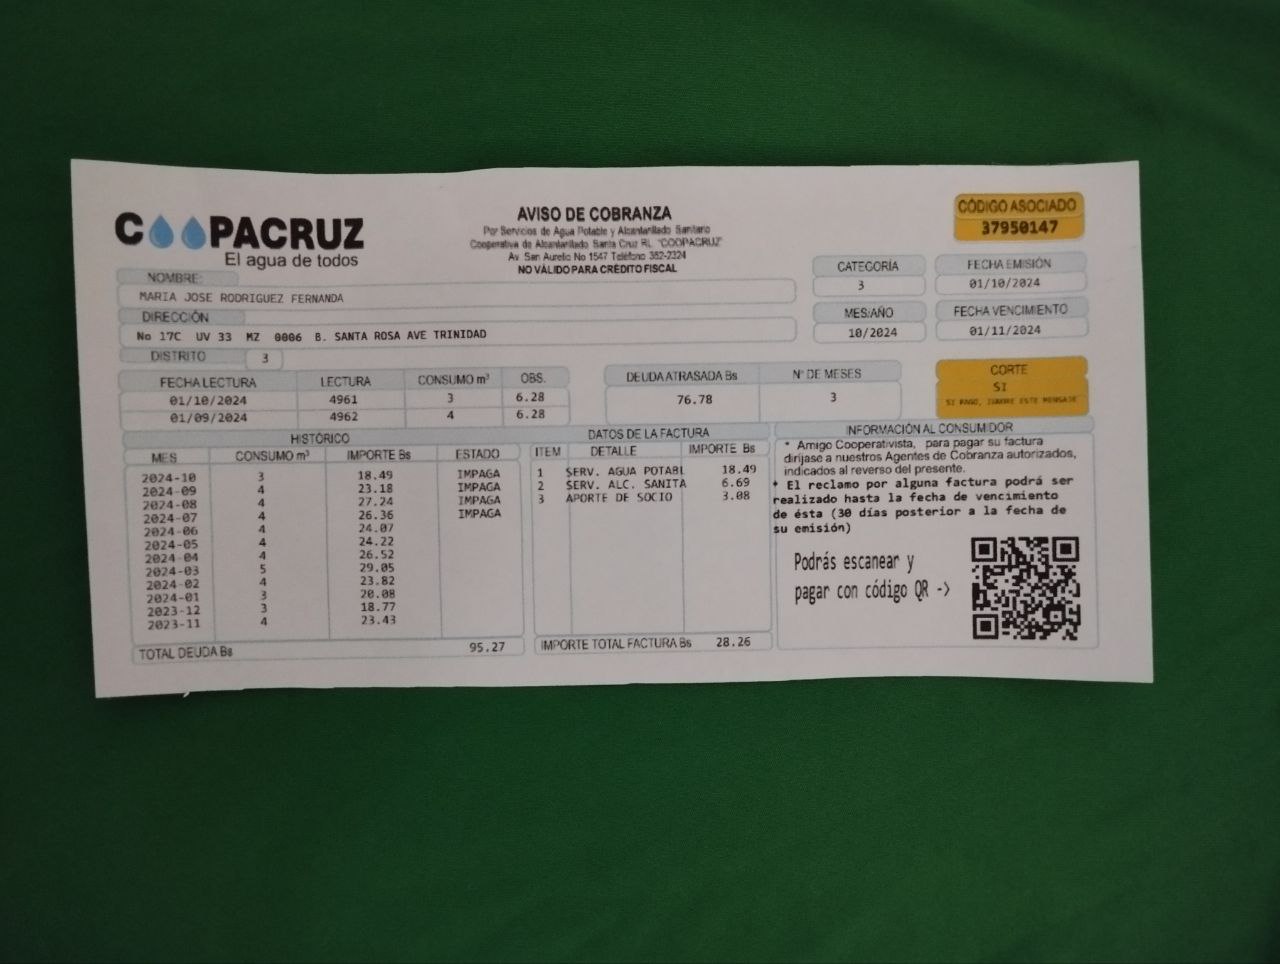 COOPACRUZ
El agua de todos
AVISO DE COBRANZA
Por Servicios de Agua Potable y Alcantarillado Sanitario
Cooperativa de Alcantarillado Santa Cruz RL. "COOPACRUZ"
Av. San Aurelio No 1547 Teléfono 362-2324
NO VÁLIDO PARA CRÉDITO FISCAL
CÓDIGO ASOCIADO
37950147
NOMBRE:
MARIA JOSE RODRIGUEZ FERNANDA
CATEGORÍA
3
FECHA EMISIÓN
01/10/2024
DIRECCIÓN
No 17C UV 33 MZ 0006 B. SANTA ROSA AVE TRINIDAD
MES/AÑO
10/2024
FECHA VENCIMIENTO
01/11/2024
DISTRITO 3
FECHA LECTURA LECTURA CONSUMO m³ OBS.
01/10/2024 4961 3 6.28
01/09/2024 4962 4 6.28
DEUDA ATRASADA Bs N° DE MESES
76.78 3
CORTE
SI
SI PAGO, IGNORE ESTE MENSAJE
HISTÓRICO
MES CONSUMO m³ IMPORTE Bs ESTADO
2024-10 3 18.49 IMPAGA
2024-09 4 23.18 IMPAGA
2024-08 4 27.24 IMPAGA
2024-07 4 26.36 IMPAGA
2024-06 4 24.07
2024-05 4 24.22
2024-04 4 26.52
2024-03 5 29.05
2024-02 4 23.82
2024-01 3 20.08
2023-12 3 18.77
2023-11 4 23.43
TOTAL DEUDA Bs 95.27
DATOS DE LA FACTURA
ITEM DETALLE IMPORTE Bs
1 SERV. AGUA POTABL 18.49
2 SERV. ALC. SANITA 6.69
3 APORTE DE SOCIO 3.08
IMPORTE TOTAL FACTURA Bs 28.26
INFORMACIÓN AL CONSUMIDOR
* Amigo Cooperativista, para pagar su factura
dirijase a nuestros Agentes de Cobranza autorizados,
indicados al reverso del presente.
* El reclamo por alguna factura podrá ser
realizado hasta la fecha de vencimiento
de ésta (30 días posterior a la fecha de
su emisión)
Podrás escanear y
pagar con código QR ->